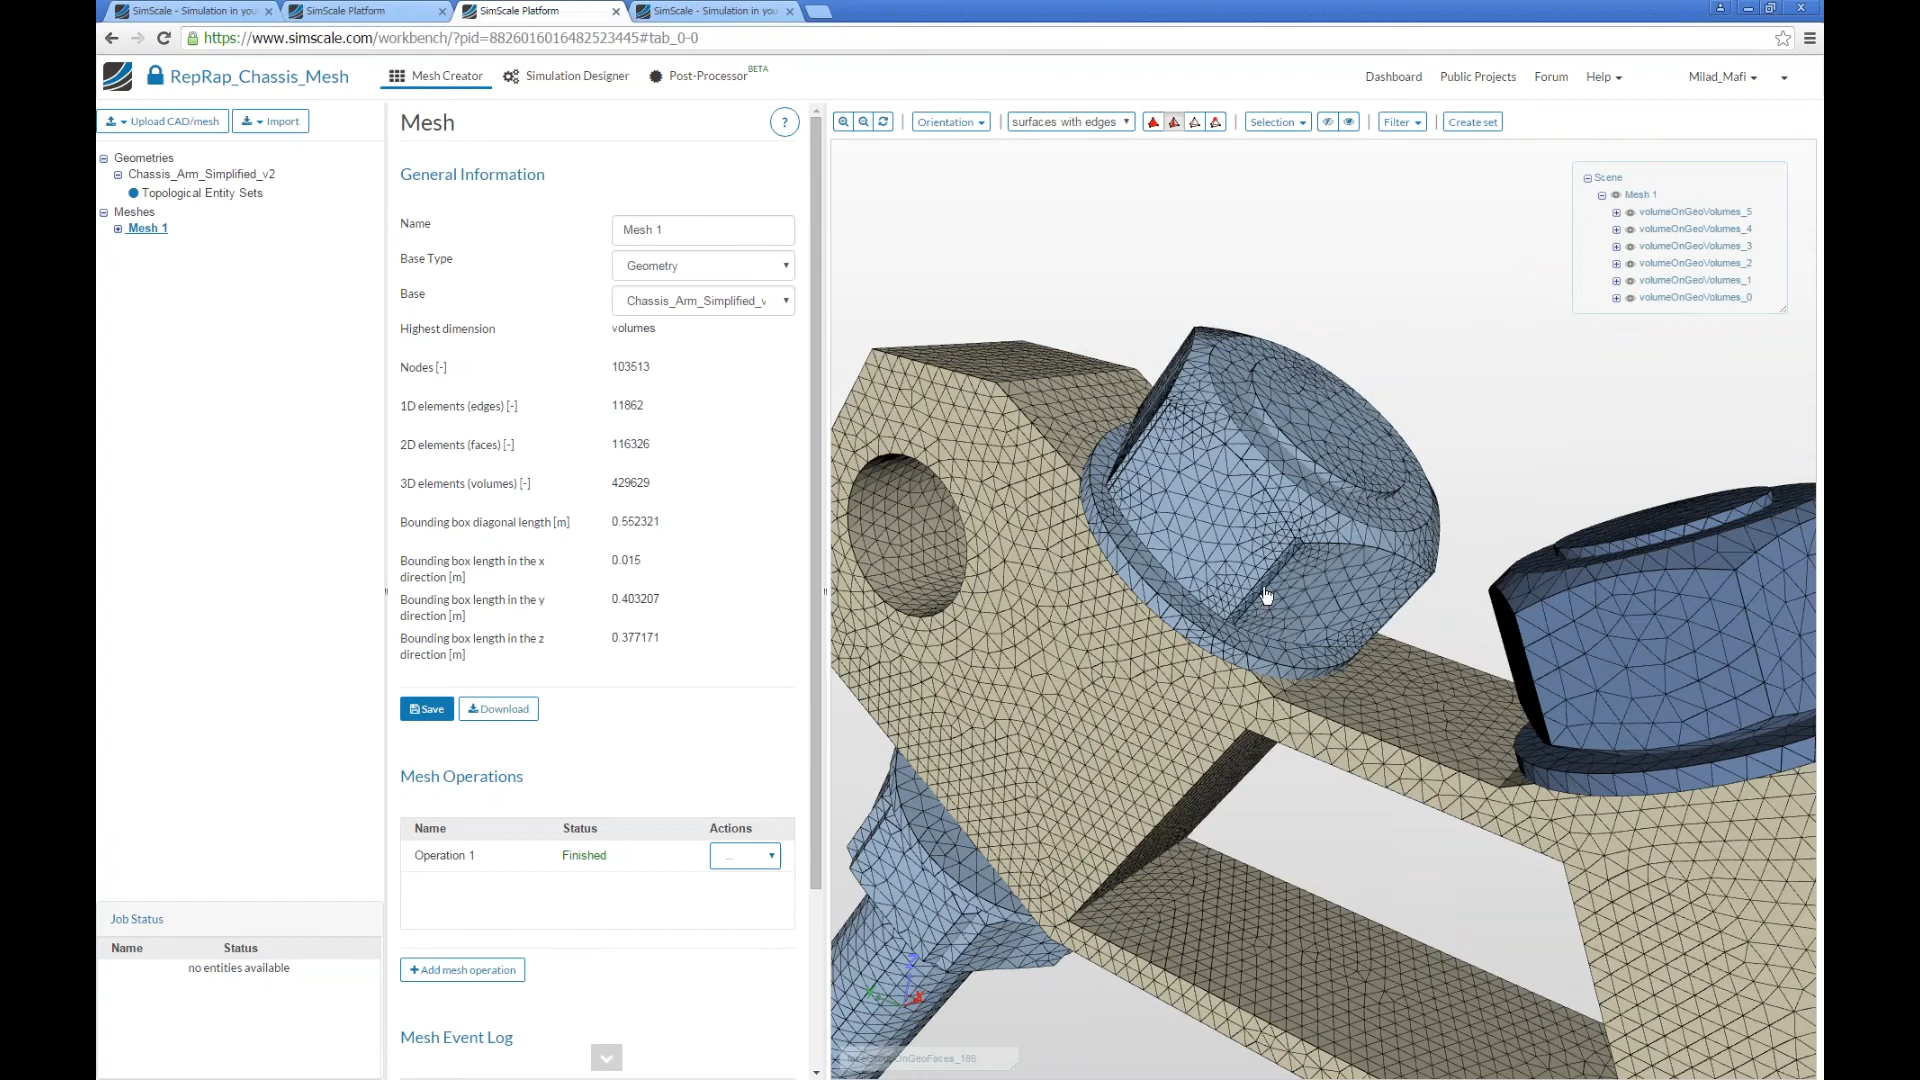 SimScale - Simulation in you
SimScale Platform
SimScale Platform
SimScale - Simulation in you
https://www.simscale.com/workbench/?pid=8826016016482523445#tab_0-0
RepRap_Chassis_Mesh
Mesh Creator
Simulation Designer
Post-Processor BETA
Dashboard
Public Projects
Forum
Help
Milad_Mafi
Upload CAD/mesh
Import
Geometries
Chassis_Arm_Simplified_v2
Topological Entity Sets
Meshes
Mesh 1
Job Status
Name Status
no entities available
Mesh
?
General Information
Name Mesh 1
Base Type Geometry
Base Chassis_Arm_Simplified_v
Highest dimension volumes
Nodes [-] 103513
1D elements (edges) [-] 11862
2D elements (faces) [-] 116326
3D elements (volumes) [-] 429629
Bounding box diagonal length [m] 0.552321
Bounding box length in the x 0.015
direction [m]
Bounding box length in the y 0.403207
direction [m]
Bounding box length in the z 0.377171
direction [m]
Save
Download
Mesh Operations
Name Status Actions
Operation 1 Finished ...
+ Add mesh operation
Mesh Event Log
Orientation
surfaces with edges
Selection
Filter
Create set
Scene
Mesh 1
volumeOnGeoVolumes_5
volumeOnGeoVolumes_4
volumeOnGeoVolumes_3
volumeOnGeoVolumes_2
volumeOnGeoVolumes_1
volumeOnGeoVolumes_0
Z
X